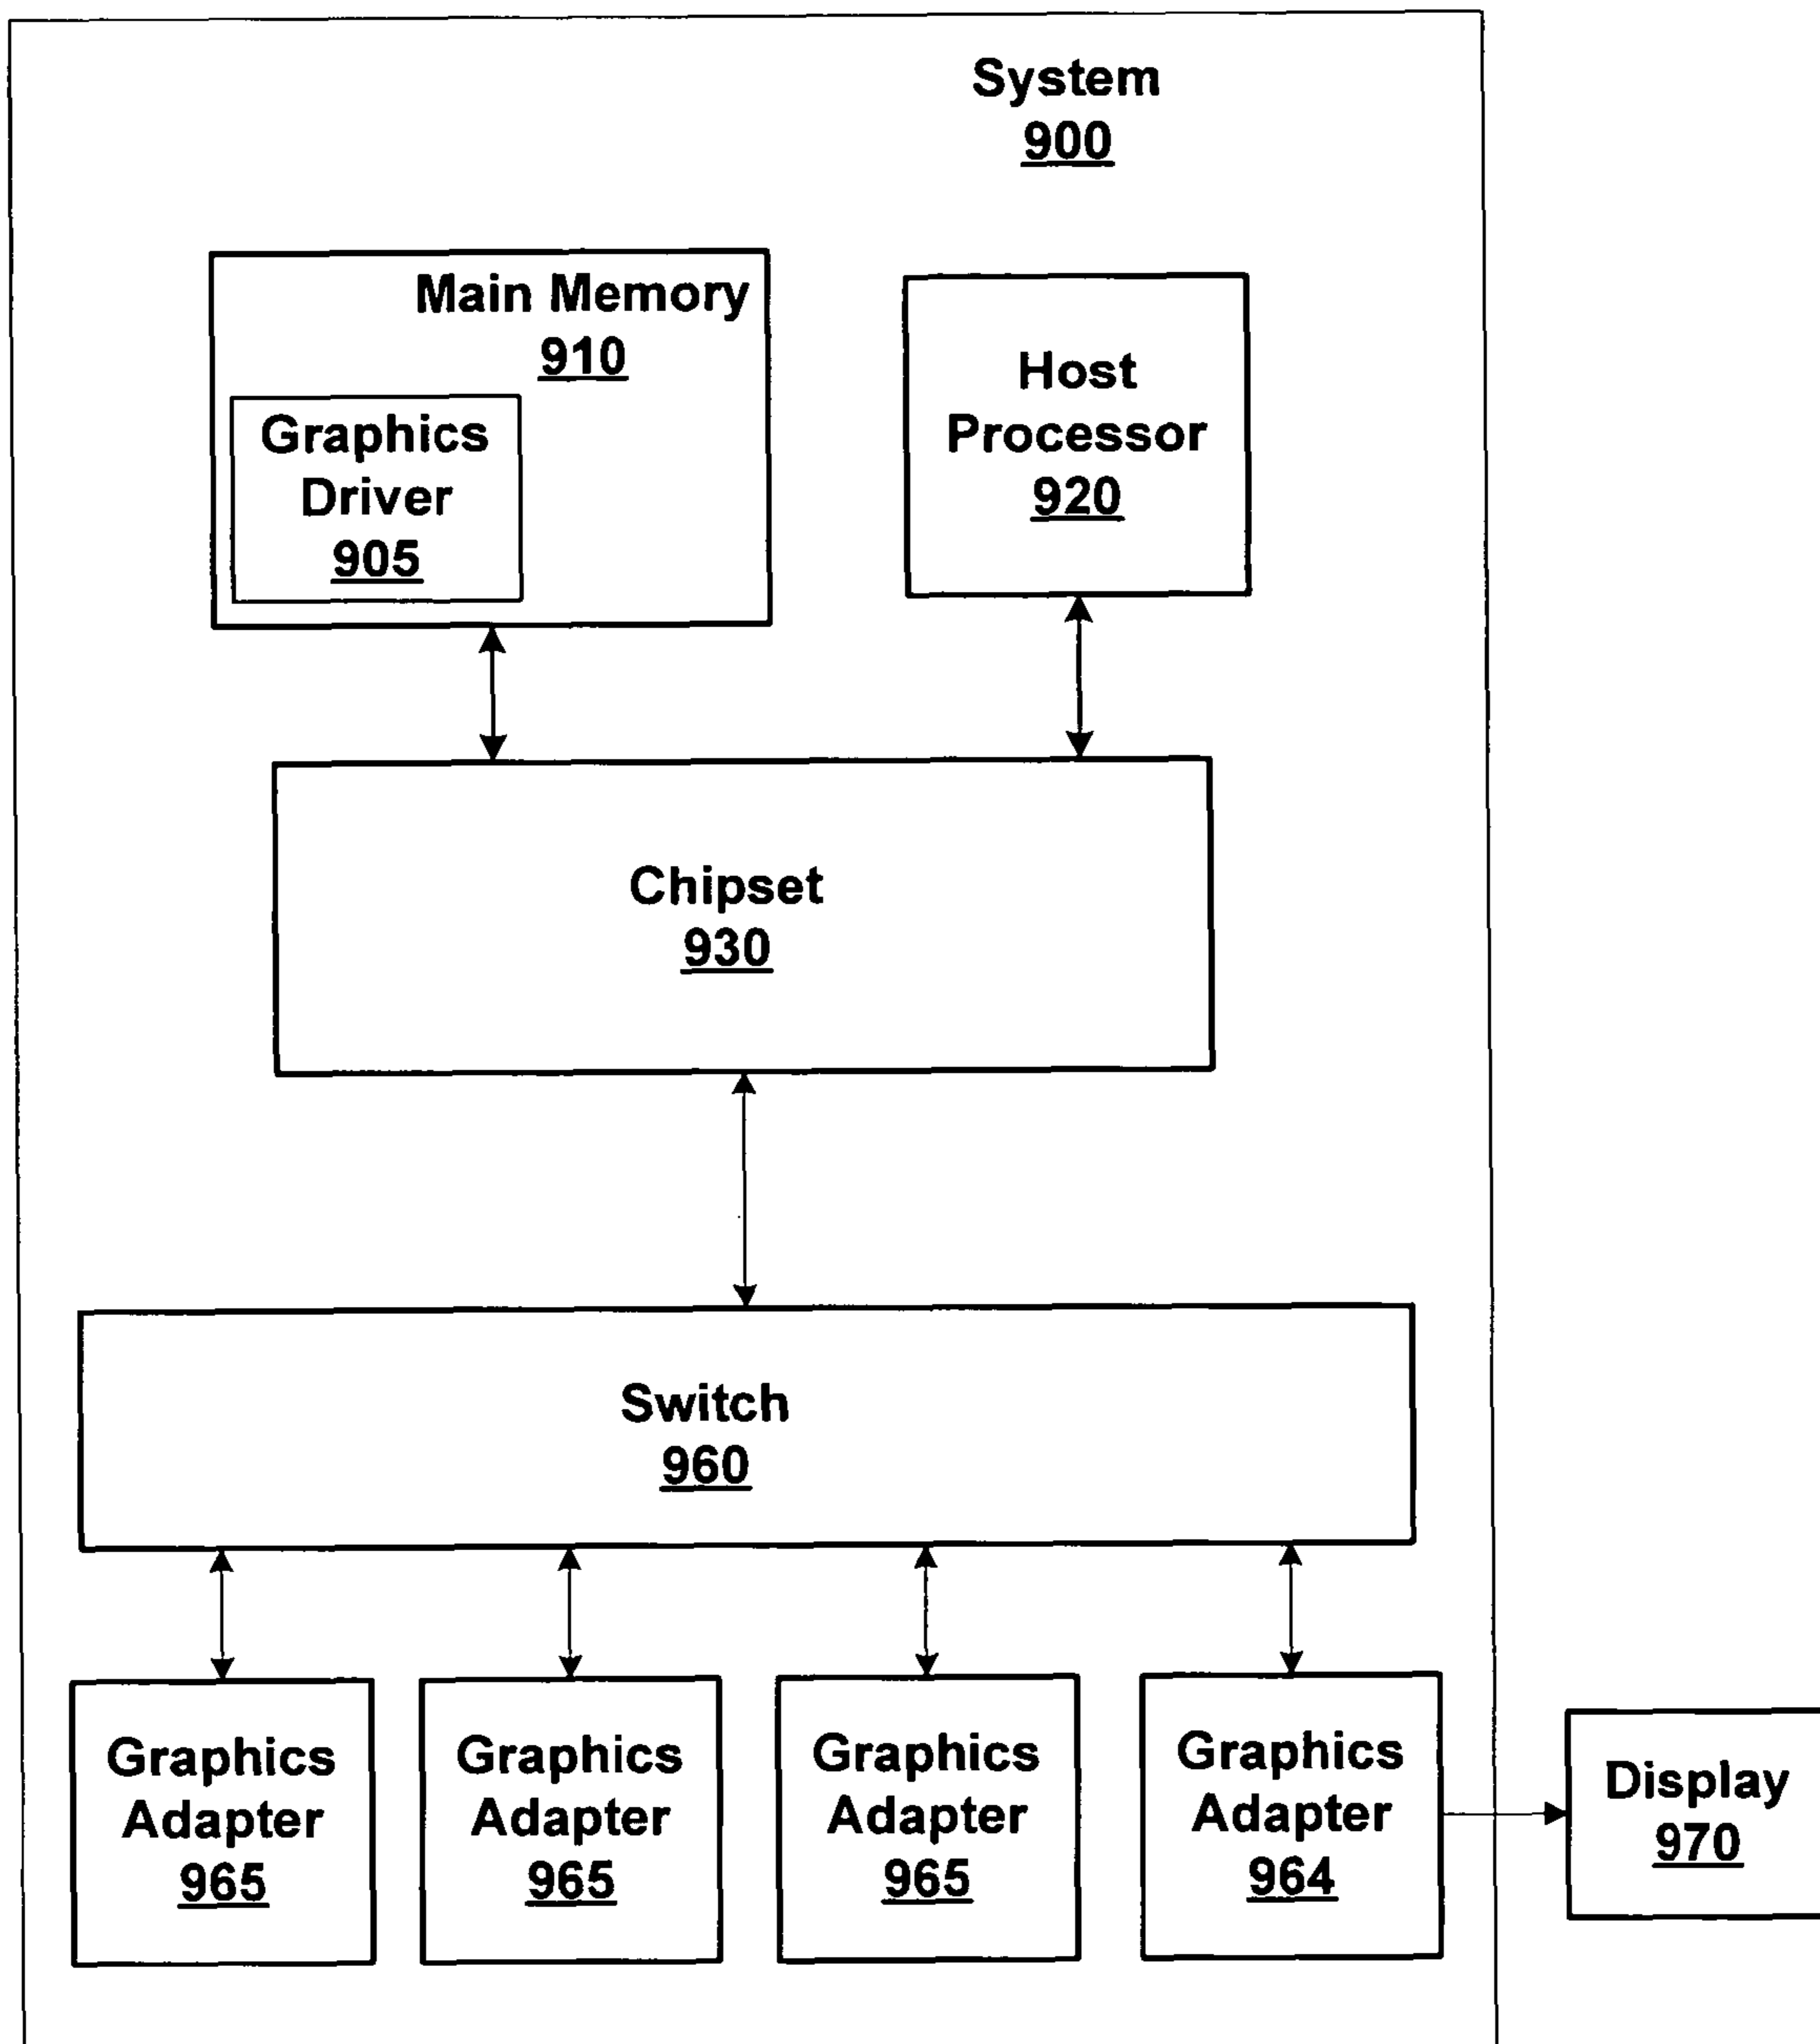 System
900
Main Memory
910
Graphics
Driver
905
Host
Processor
920
Chipset
930
Switch
960
Graphics
Adapter
965
Graphics
Adapter
965
Graphics
Adapter
965
Graphics
Adapter
964
Display
970